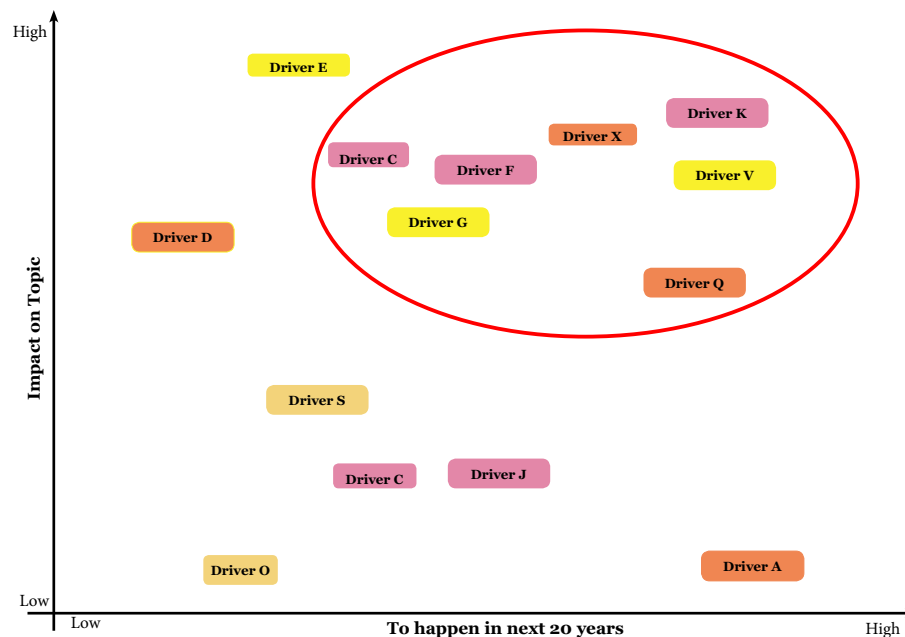 High
Driver E
Driver K
Driver X
Driver C
Driver F
Driver V
Driver G
Driver D
Driver Q
Impact on Topic
Driver S
Driver C
Driver J
Driver O
Driver A
Low
Low
To happen in next 20 years
High